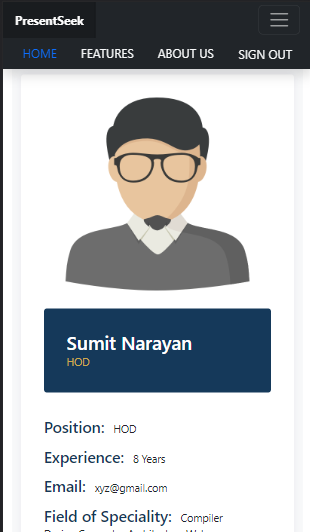 PresentSeek
HOME FEATURES ABOUT US SIGN OUT
Sumit Narayan
HOD
Position: HOD
Experience: 8 Years
Email: xyz@gmail.com
Field of Speciality: Compiler